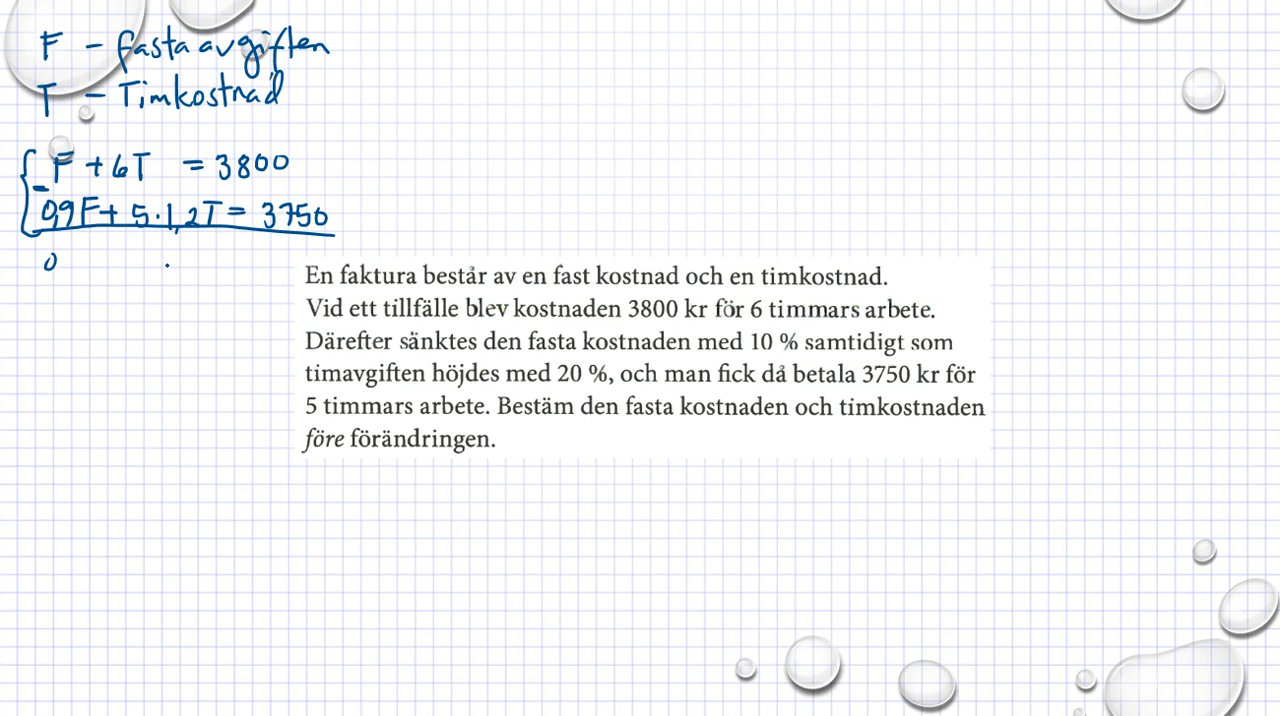 F - fasta avgiften
T - Timkostnad
F + 6T = 3800
-
0,9F + 5·1,2T = 3750
0 .
En faktura består av en fast kostnad och en timkostnad.
Vid ett tillfälle blev kostnaden 3800 kr för 6 timmars arbete.
Därefter sänktes den fasta kostnaden med 10 % samtidigt som
timavgiften höjdes med 20 %, och man fick då betala 3750 kr för
5 timmars arbete. Bestäm den fasta kostnaden och timkostnaden
före förändringen.